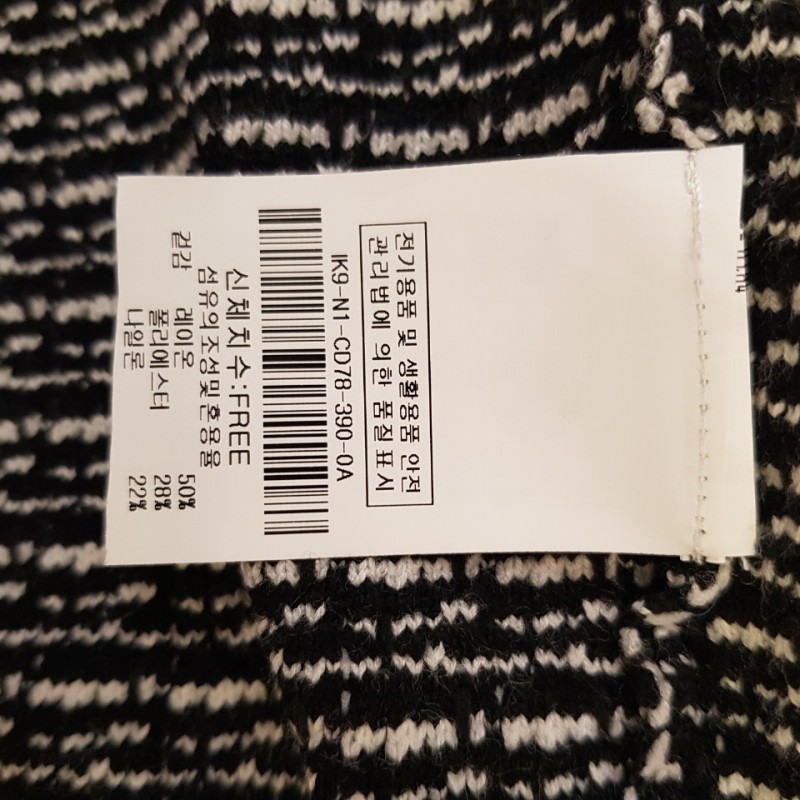 전기용품 및 생활용품 안전
관리법에 의한 품질표시
IK9-N1-CD78-390-0A
신체치수:FREE
섬유의조성및혼용율
겉감 레이온 50%
폴리에스터 28%
나일론 22%